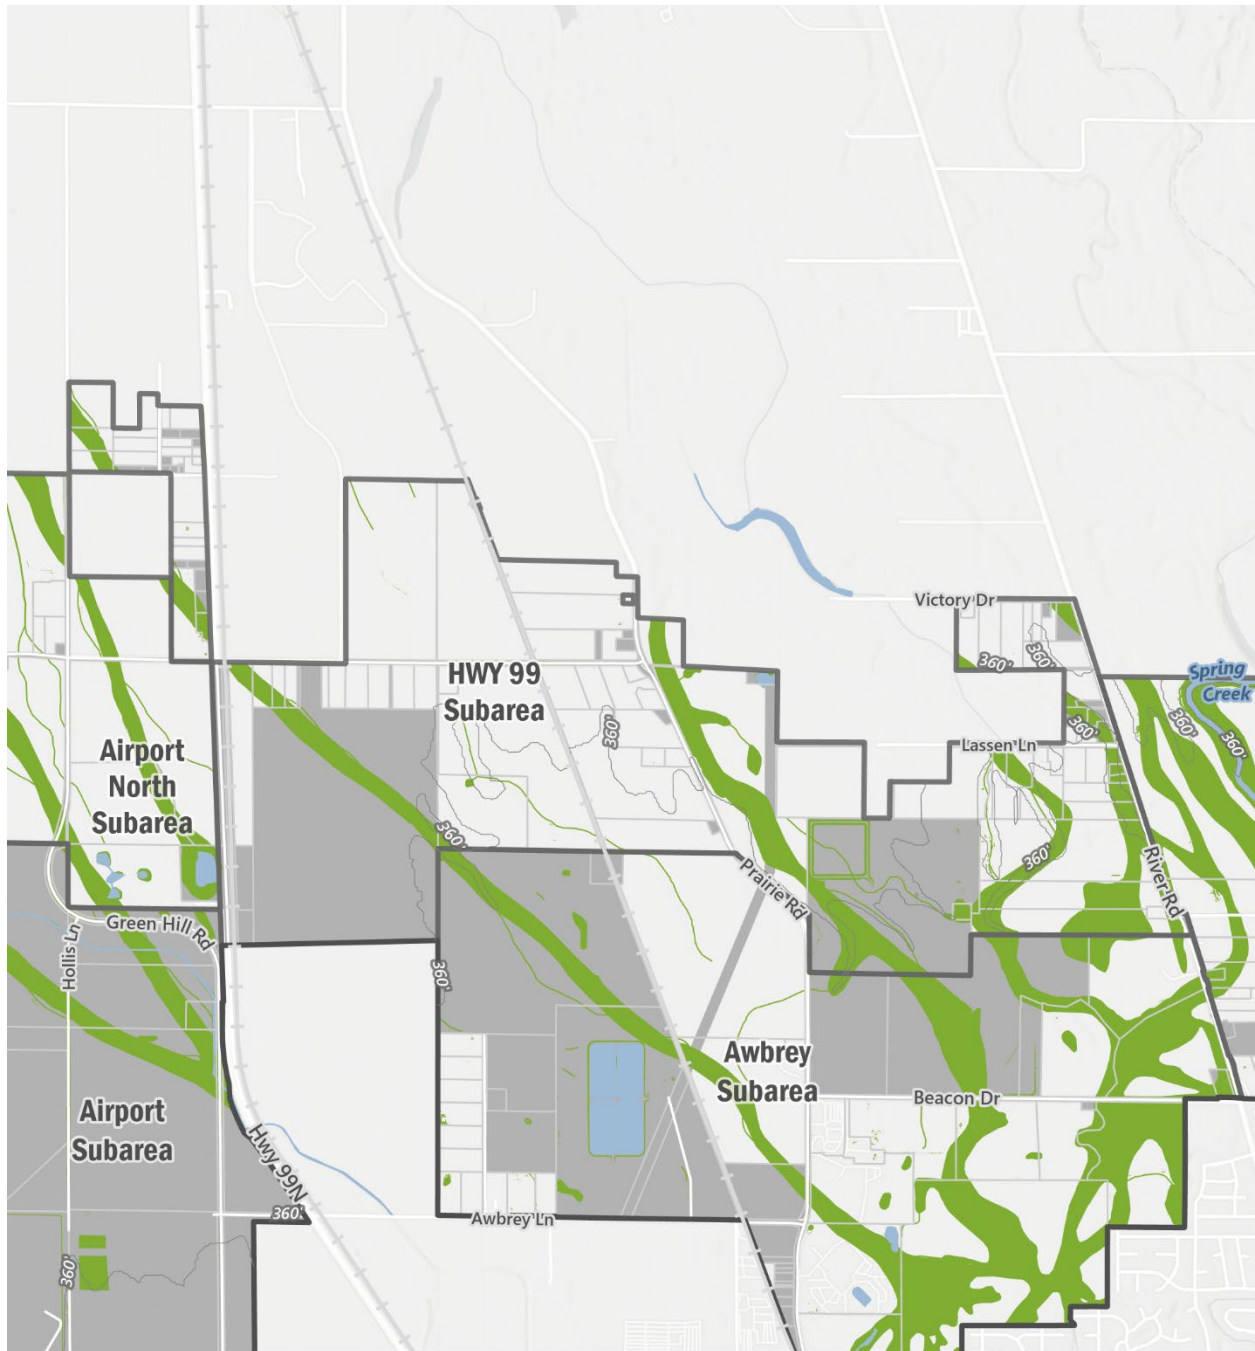 Victory Dr
360'
360'
Spring
Creek
HWY 99
Subarea
360'
360'
360'
360'
Lassen Ln
Airport
North
Subarea
360'
360'
Prairie Rd
River Rd
Green Hill Rd
Hollis Ln
360'
Awbrey
Subarea
Beacon Dr
Airport
Subarea
Hwy 99N
360'
Awbrey Ln
360'